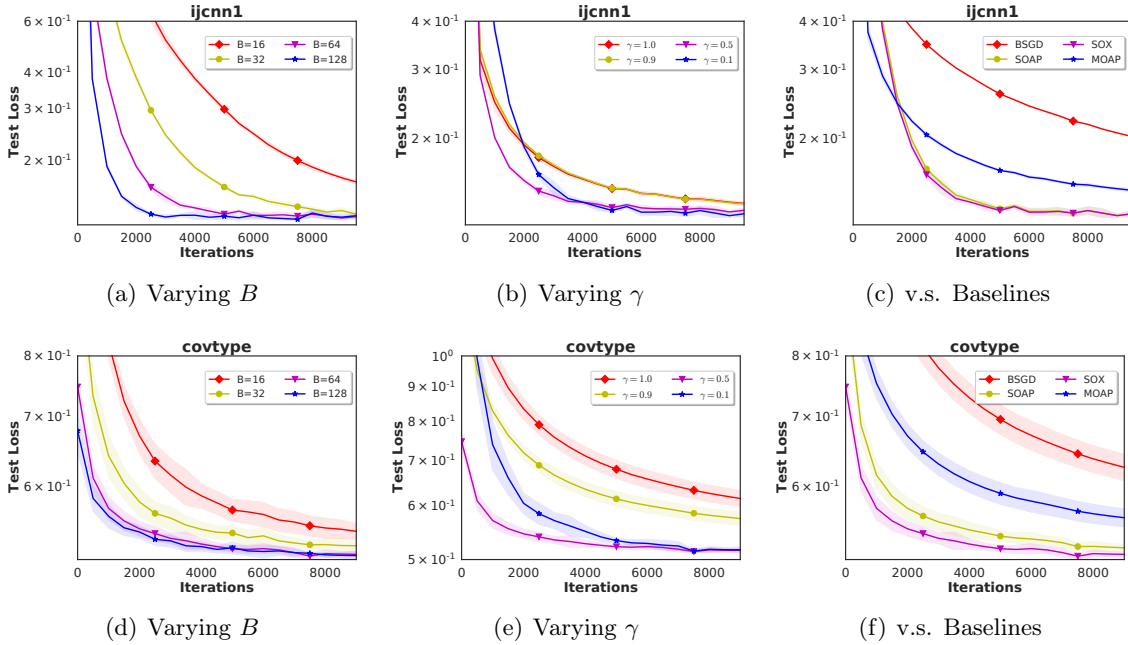 ijcnn1
6 × 10⁻¹
4 × 10⁻¹
3 × 10⁻¹
2 × 10⁻¹
Test Loss
B=16
B=64
B=32
B=128
0 2000 4000 6000 8000
Iterations
(a) Varying B
ijcnn1
4 × 10⁻¹
3 × 10⁻¹
2 × 10⁻¹
Test Loss
γ = 1.0
γ = 0.5
γ = 0.9
γ = 0.1
0 2000 4000 6000 8000
Iterations
(b) Varying γ
ijcnn1
4 × 10⁻¹
3 × 10⁻¹
2 × 10⁻¹
Test Loss
BSGD
SOX
SOAP
MOAP
0 2000 4000 6000 8000
Iterations
(c) v.s. Baselines
covtype
8 × 10⁻¹
7 × 10⁻¹
6 × 10⁻¹
Test Loss
B=16
B=64
B=32
B=128
0 2000 4000 6000 8000
Iterations
(d) Varying B
covtype
10⁰
9 × 10⁻¹
8 × 10⁻¹
7 × 10⁻¹
6 × 10⁻¹
5 × 10⁻¹
Test Loss
γ = 1.0
γ = 0.5
γ = 0.9
γ = 0.1
0 2000 4000 6000 8000
Iterations
(e) Varying γ
covtype
8 × 10⁻¹
7 × 10⁻¹
6 × 10⁻¹
Test Loss
BSGD
SOX
SOAP
MOAP
0 2000 4000 6000 8000
Iterations
(f) v.s. Baselines